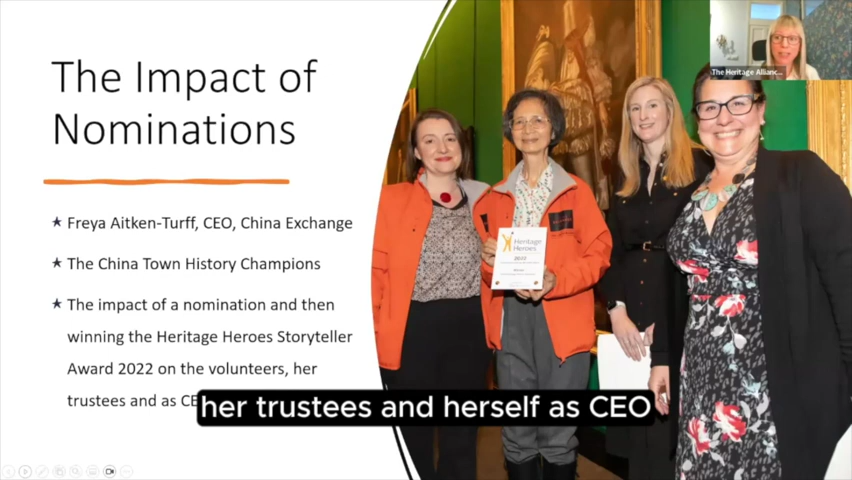 The Impact of
Nominations
Freya Aitken-Turff, CEO, China Exchange
The China Town History Champions
The impact of a nomination and then
winning the Heritage Heroes Storyteller
Award 2022 on the volunteers, her
trustees and as CE
her trustees and herself as CEO
The Heritage Allianc...
Heritage
Heroes